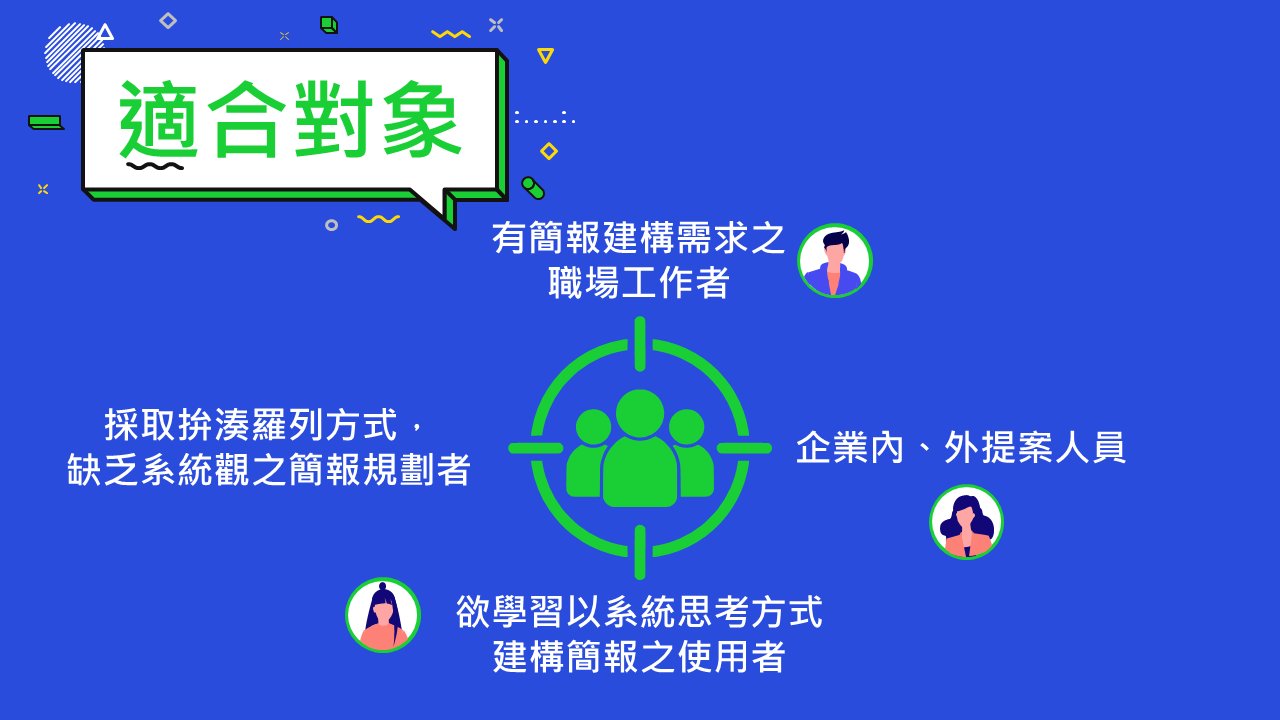 適合對象
有簡報建構需求之
職場工作者
採取拚湊羅列方式，
缺乏系統觀之簡報規劃者
企業內、外提案人員
欲學習以系統思考方式
建構簡報之使用者